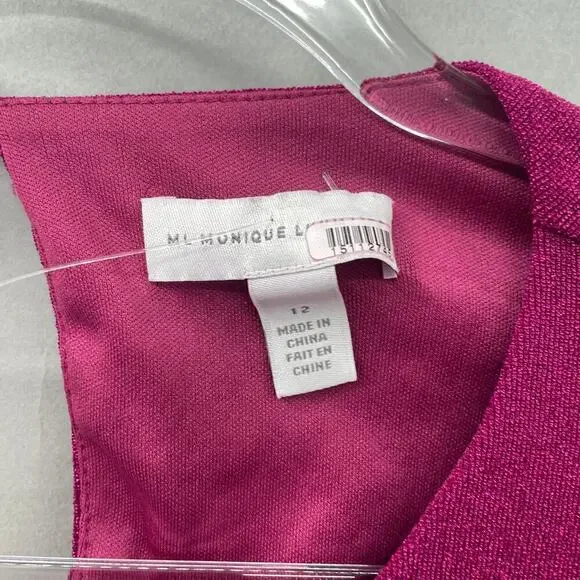 ML MONIQUE L
12
MADE IN
CHINA
FAIT EN
CHINE